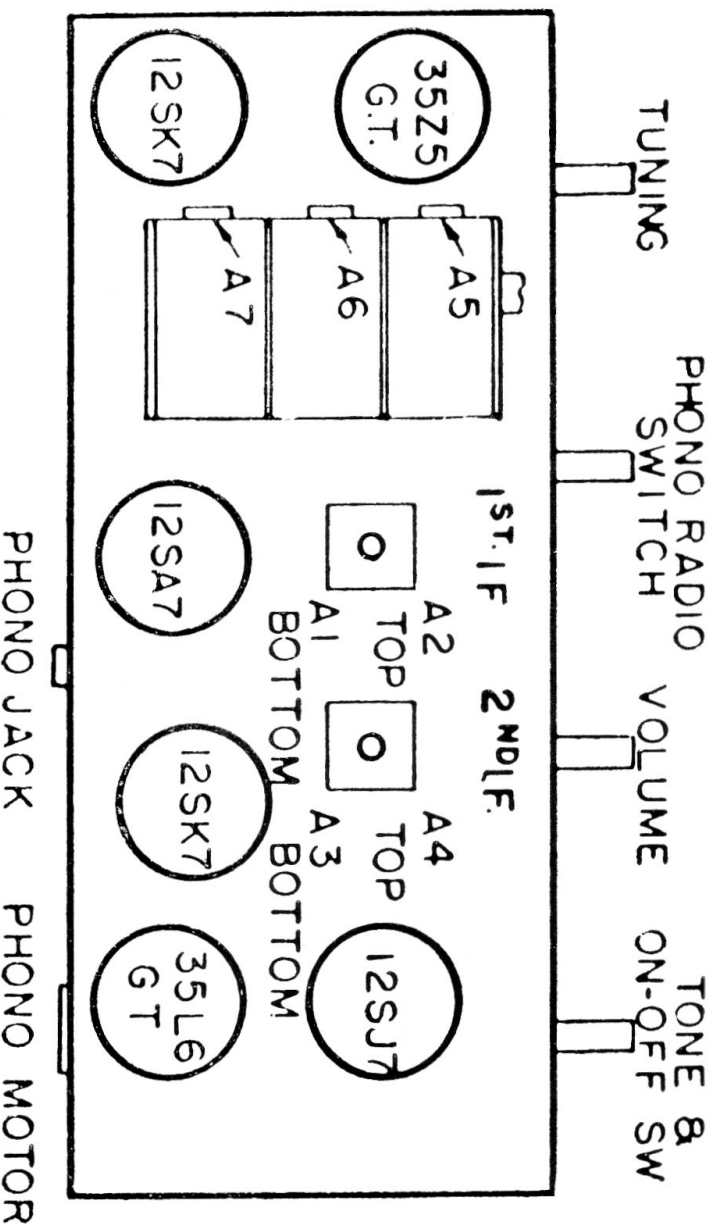 TUNING
PHONO RADIO
SWITCH
VOLUME
TONE &
ON-OFF SW
1ST. IF
2ND I.F.
35Z5
G.T.
A5
A6
A7
A2
TOP
A1
BOTTOM
A4
TOP
A3
BOTTOM
12SJ7
12SK7
12SA7
12SK7
35L6
GT
PHONO JACK
PHONO MOTOR